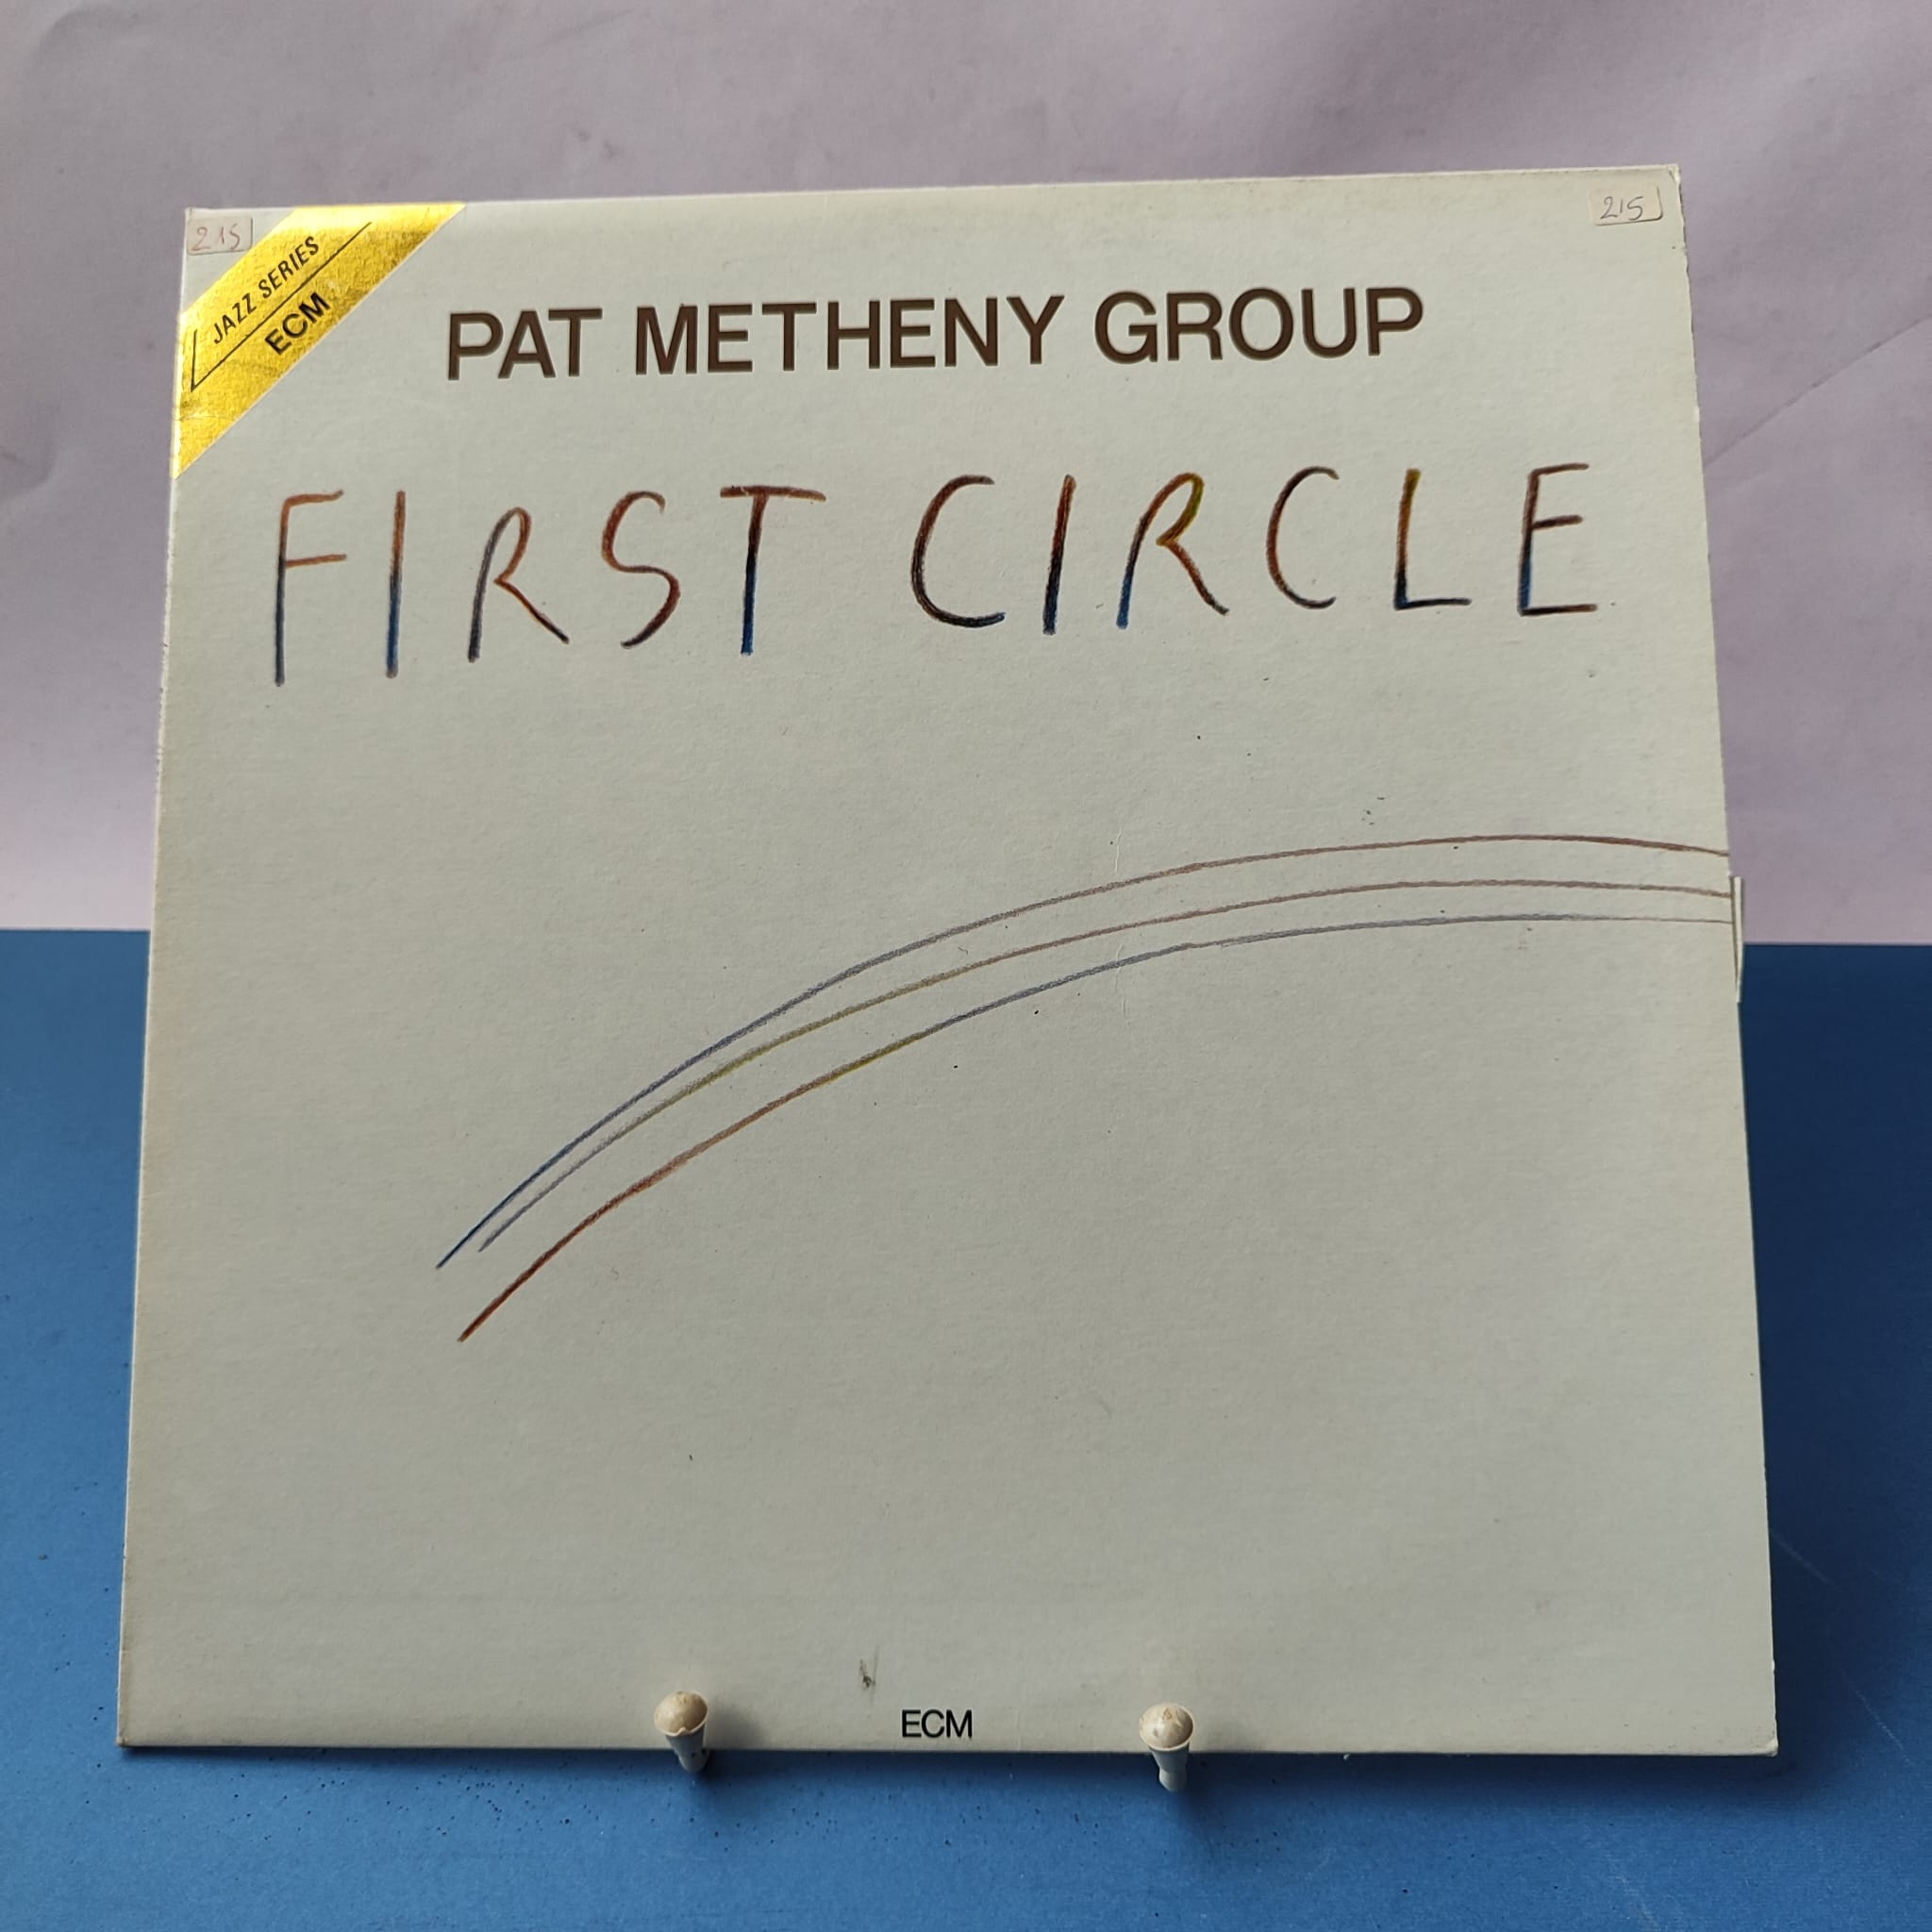 215
215
JAZZ SERIES
ECM
PAT METHENY GROUP
FIRST CIRCLE
ECM